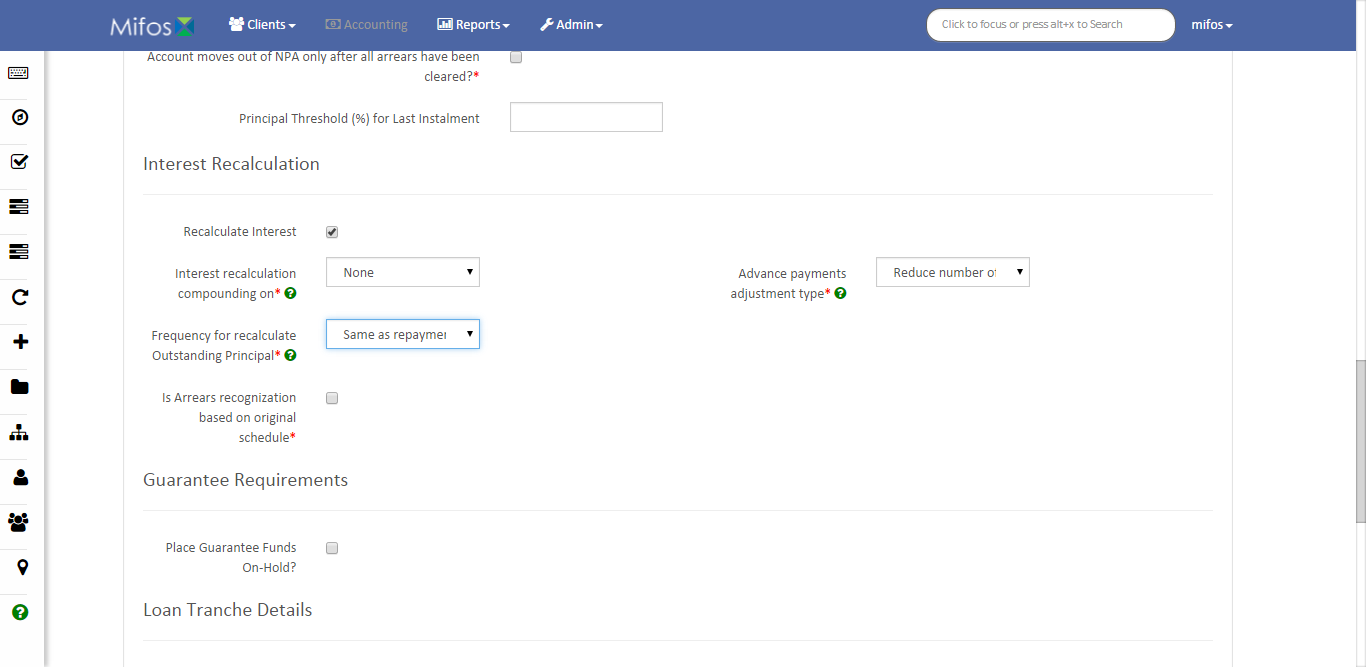 Mifos Clients Accounting Reports Admin Click to focus or press alt+x to Search mifos
Account moves out of NPA only after all arrears have been
cleared?*
Principal Threshold (%) for Last Instalment
Interest Recalculation
Recalculate Interest
Interest recalculation
compounding on*
None
Advance payments
adjustment type*
Reduce number of
Frequency for recalculate
Outstanding Principal*
Same as repaymen
Is Arrears recognization
based on original
schedule*
Guarantee Requirements
Place Guarantee Funds
On-Hold?
Loan Tranche Details